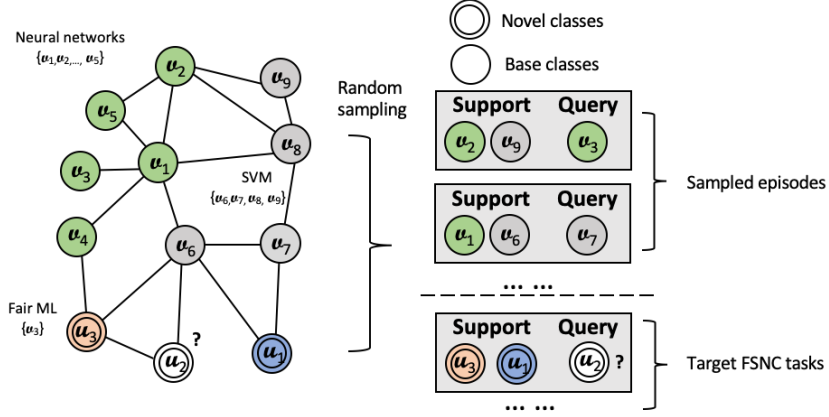 Neural networks
{v₁,v₂,..., v₅}
v₂
v₉
v₅
v₈
v₁
v₃
SVM
{v₆,v₇, v₈, v₉}
v₄
v₆
v₇
Fair ML
{u₃}
u₃
u₂
?
u₁
Random
sampling
Novel classes
Base classes
Support Query
v₂ v₉ v₃
Support Query
v₁ v₆ v₇
... ...
Sampled episodes
Support Query
u₃ u₁ u₂ ?
... ...
Target FSNC tasks